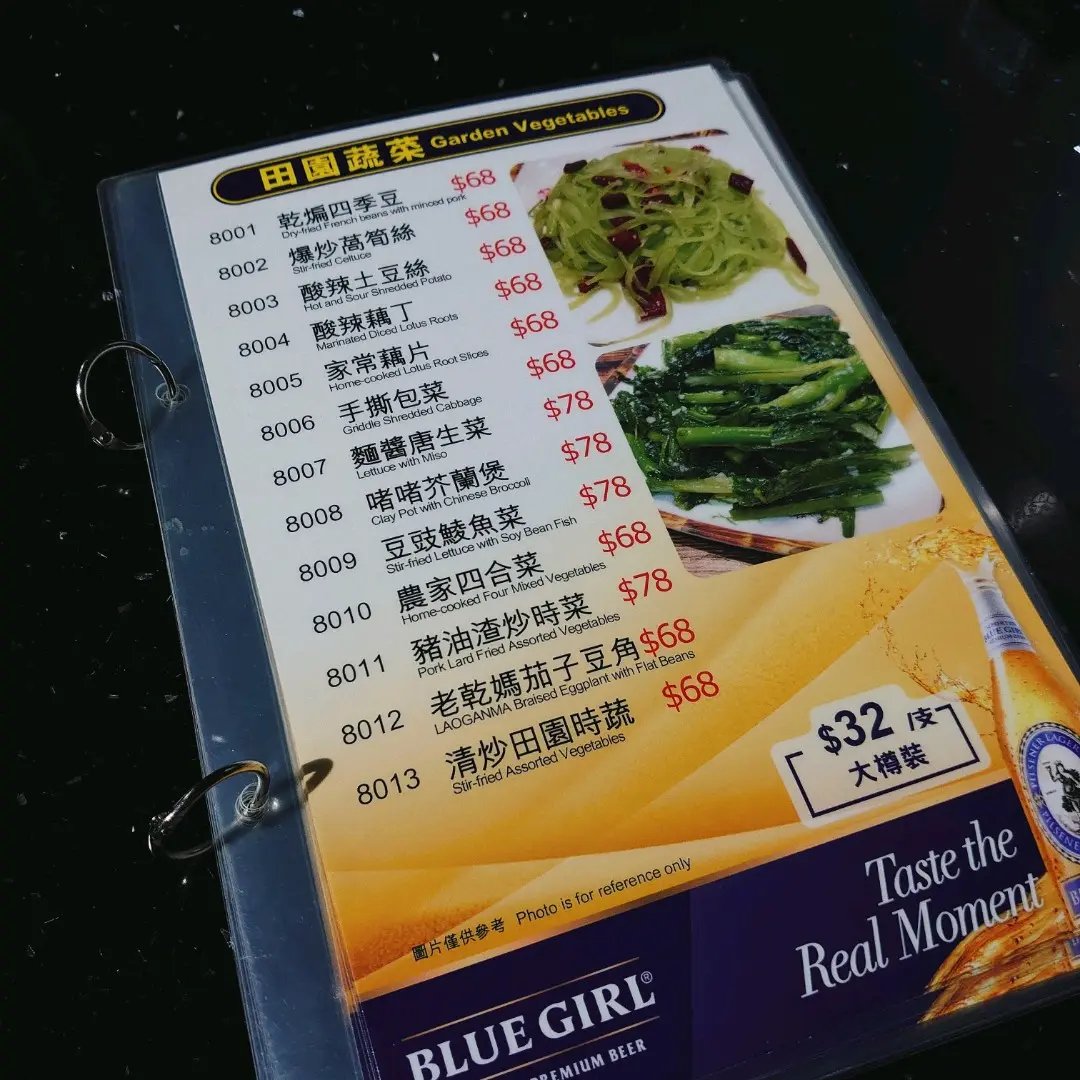 田園蔬菜 Garden Vegetables
8001 乾煸四季豆 $68
Dry-fried French beans with minced pork
8002 爆炒萵筍絲 $68
Stir-fried Celtuce
8003 酸辣土豆絲 $68
Hot and Sour Shredded Potato
8004 酸辣藕丁 $68
Marinated Diced Lotus Roots
8005 家常藕片 $68
Home-cooked Lotus Root Slices
8006 手撕包菜 $68
Griddle Shredded Cabbage
8007 麵醬唐生菜 $78
Lettuce with Miso
8008 啫啫芥蘭煲 $78
Clay Pot with Chinese Broccoli
8009 豆豉鯪魚菜 $78
Stir-fried Lettuce with Soy Bean Fish
8010 農家四合菜 $68
Home-cooked Four Mixed Vegetables
8011 豬油渣炒時菜 $78
Pork Lard Fried Assorted Vegetables
8012 老乾媽茄子豆角 $68
LAOGANMA Braised Eggplant with Flat Beans
8013 清炒田園時蔬 $68
Stir-fried Assorted Vegetables
$32 /支
大樽裝
圖片僅供參考 Photo is for reference only
Taste the
Real Moment
BLUE GIRL®
PREMIUM BEER